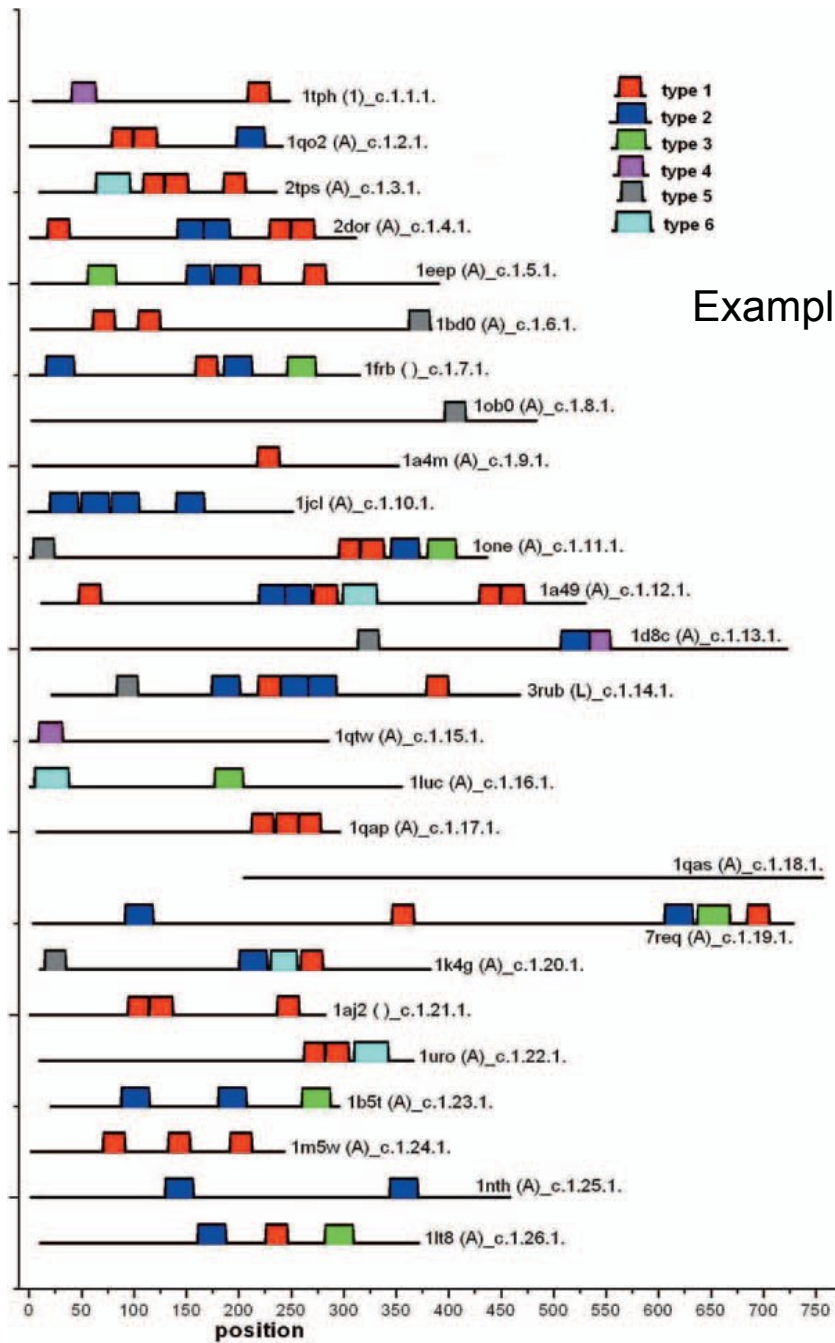 1tph (1)_c.1.1.1.
type 1
type 2
1qo2 (A)_c.1.2.1.
type 3
type 4
2tps (A)_c.1.3.1.
type 5
type 6
2dor (A)_c.1.4.1.
1eep (A)_c.1.5.1.
Exampl
1bd0 (A)_c.1.6.1.
1frb ( )_c.1.7.1.
1ob0 (A)_c.1.8.1.
1a4m (A)_c.1.9.1.
1jcl (A)_c.1.10.1.
1one (A)_c.1.11.1.
1a49 (A)_c.1.12.1.
1d8c (A)_c.1.13.1.
3rub (L)_c.1.14.1.
1qtw (A)_c.1.15.1.
1luc (A)_c.1.16.1.
1qap (A)_c.1.17.1.
1qas (A)_c.1.18.1.
7req (A)_c.1.19.1.
1k4g (A)_c.1.20.1.
1aj2 ( )_c.1.21.1.
1uro (A)_c.1.22.1.
1b5t (A)_c.1.23.1.
1m5w (A)_c.1.24.1.
1nth (A)_c.1.25.1.
1lt8 (A)_c.1.26.1.
0 50 100 150 200 250 300 350 400 450 500 550 600 650 700 750
position